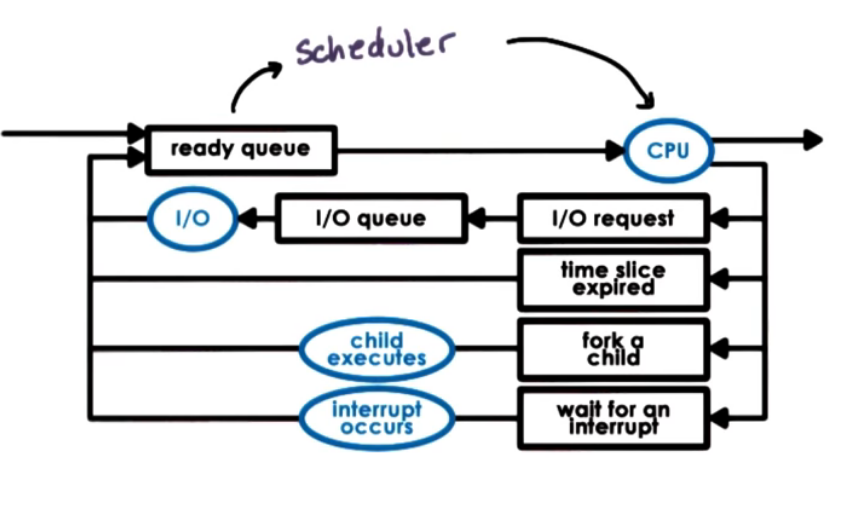 scheduler
ready queue
CPU
I/O
I/O queue
I/O request
time slice
expired
child
executes
fork a
child
interrupt
occurs
wait for an
interrupt